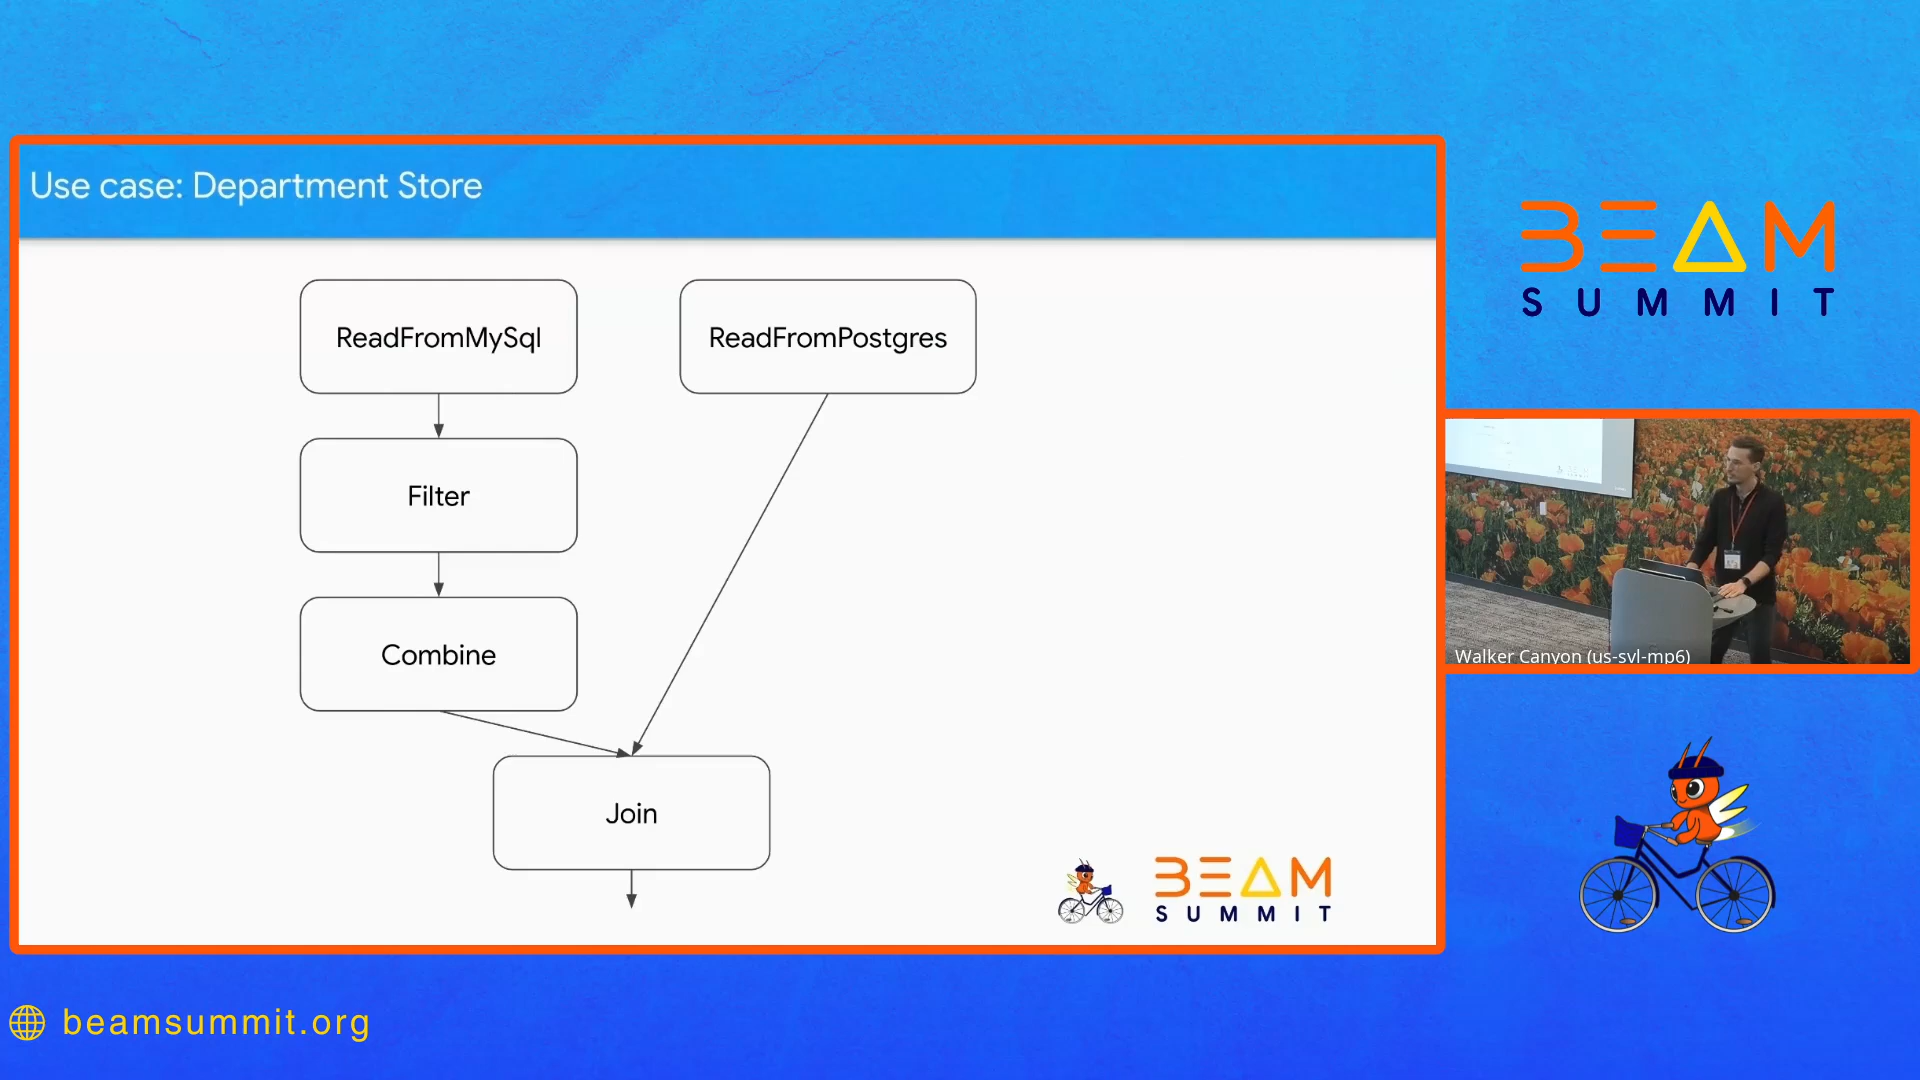 Use case: Department Store
ReadFromMySql
ReadFromPostgres
Filter
Combine
Join
BEAM
SUMMIT
BEAM
SUMMIT
Walker Canyon (us-svl-mp6)
beamsummit.org